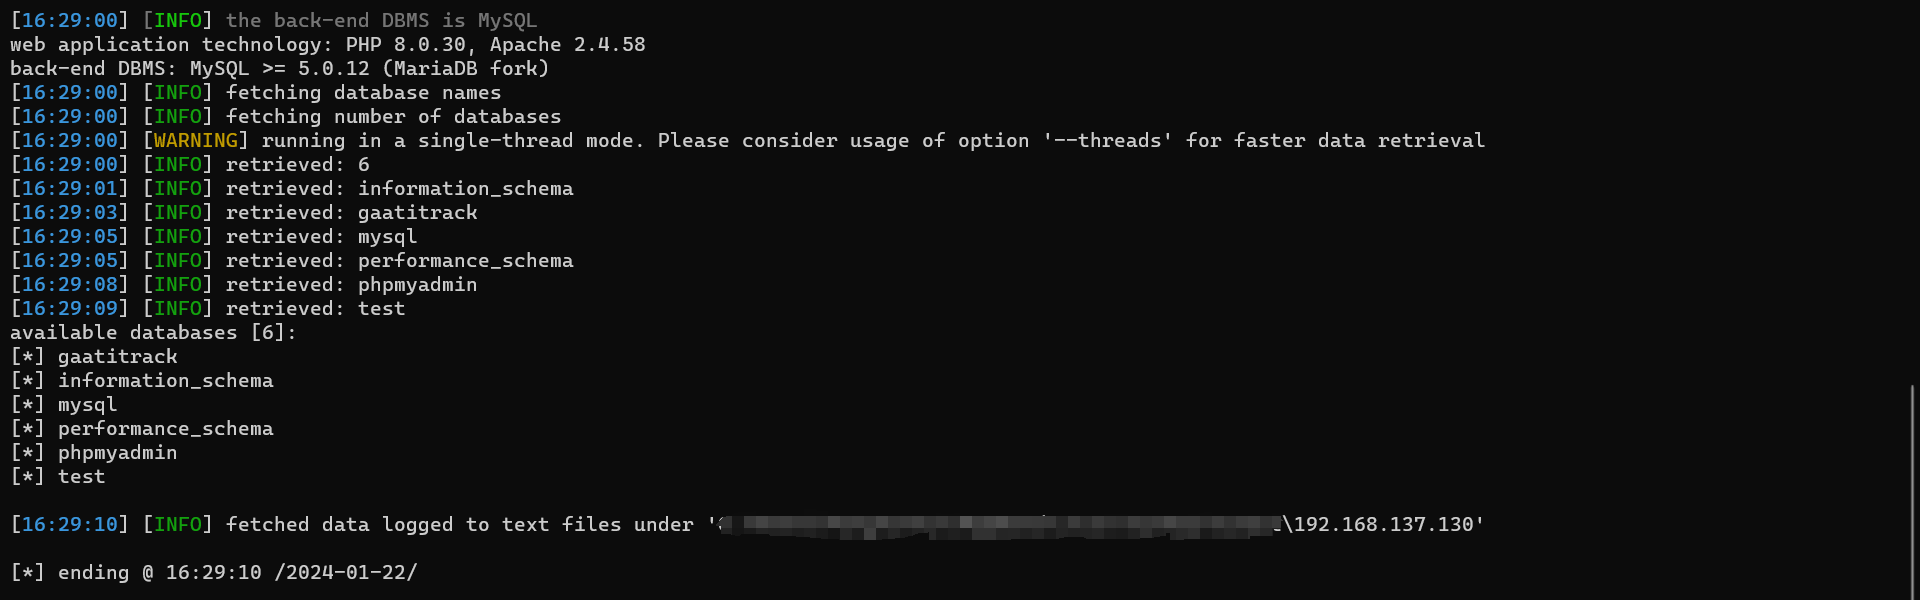 [16:29:00] [INFO] the back-end DBMS is MySQL
web application technology: PHP 8.0.30, Apache 2.4.58
back-end DBMS: MySQL >= 5.0.12 (MariaDB fork)
[16:29:00] [INFO] fetching database names
[16:29:00] [INFO] fetching number of databases
[16:29:00] [WARNING] running in a single-thread mode. Please consider usage of option '--threads' for faster data retrieval
[16:29:00] [INFO] retrieved: 6
[16:29:01] [INFO] retrieved: information_schema
[16:29:03] [INFO] retrieved: gaatitrack
[16:29:05] [INFO] retrieved: mysql
[16:29:05] [INFO] retrieved: performance_schema
[16:29:08] [INFO] retrieved: phpmyadmin
[16:29:09] [INFO] retrieved: test
available databases [6]:
[*] gaatitrack
[*] information_schema
[*] mysql
[*] performance_schema
[*] phpmyadmin
[*] test
[16:29:10] [INFO] fetched data logged to text files under '\192.168.137.130'
[*] ending @ 16:29:10 /2024-01-22/